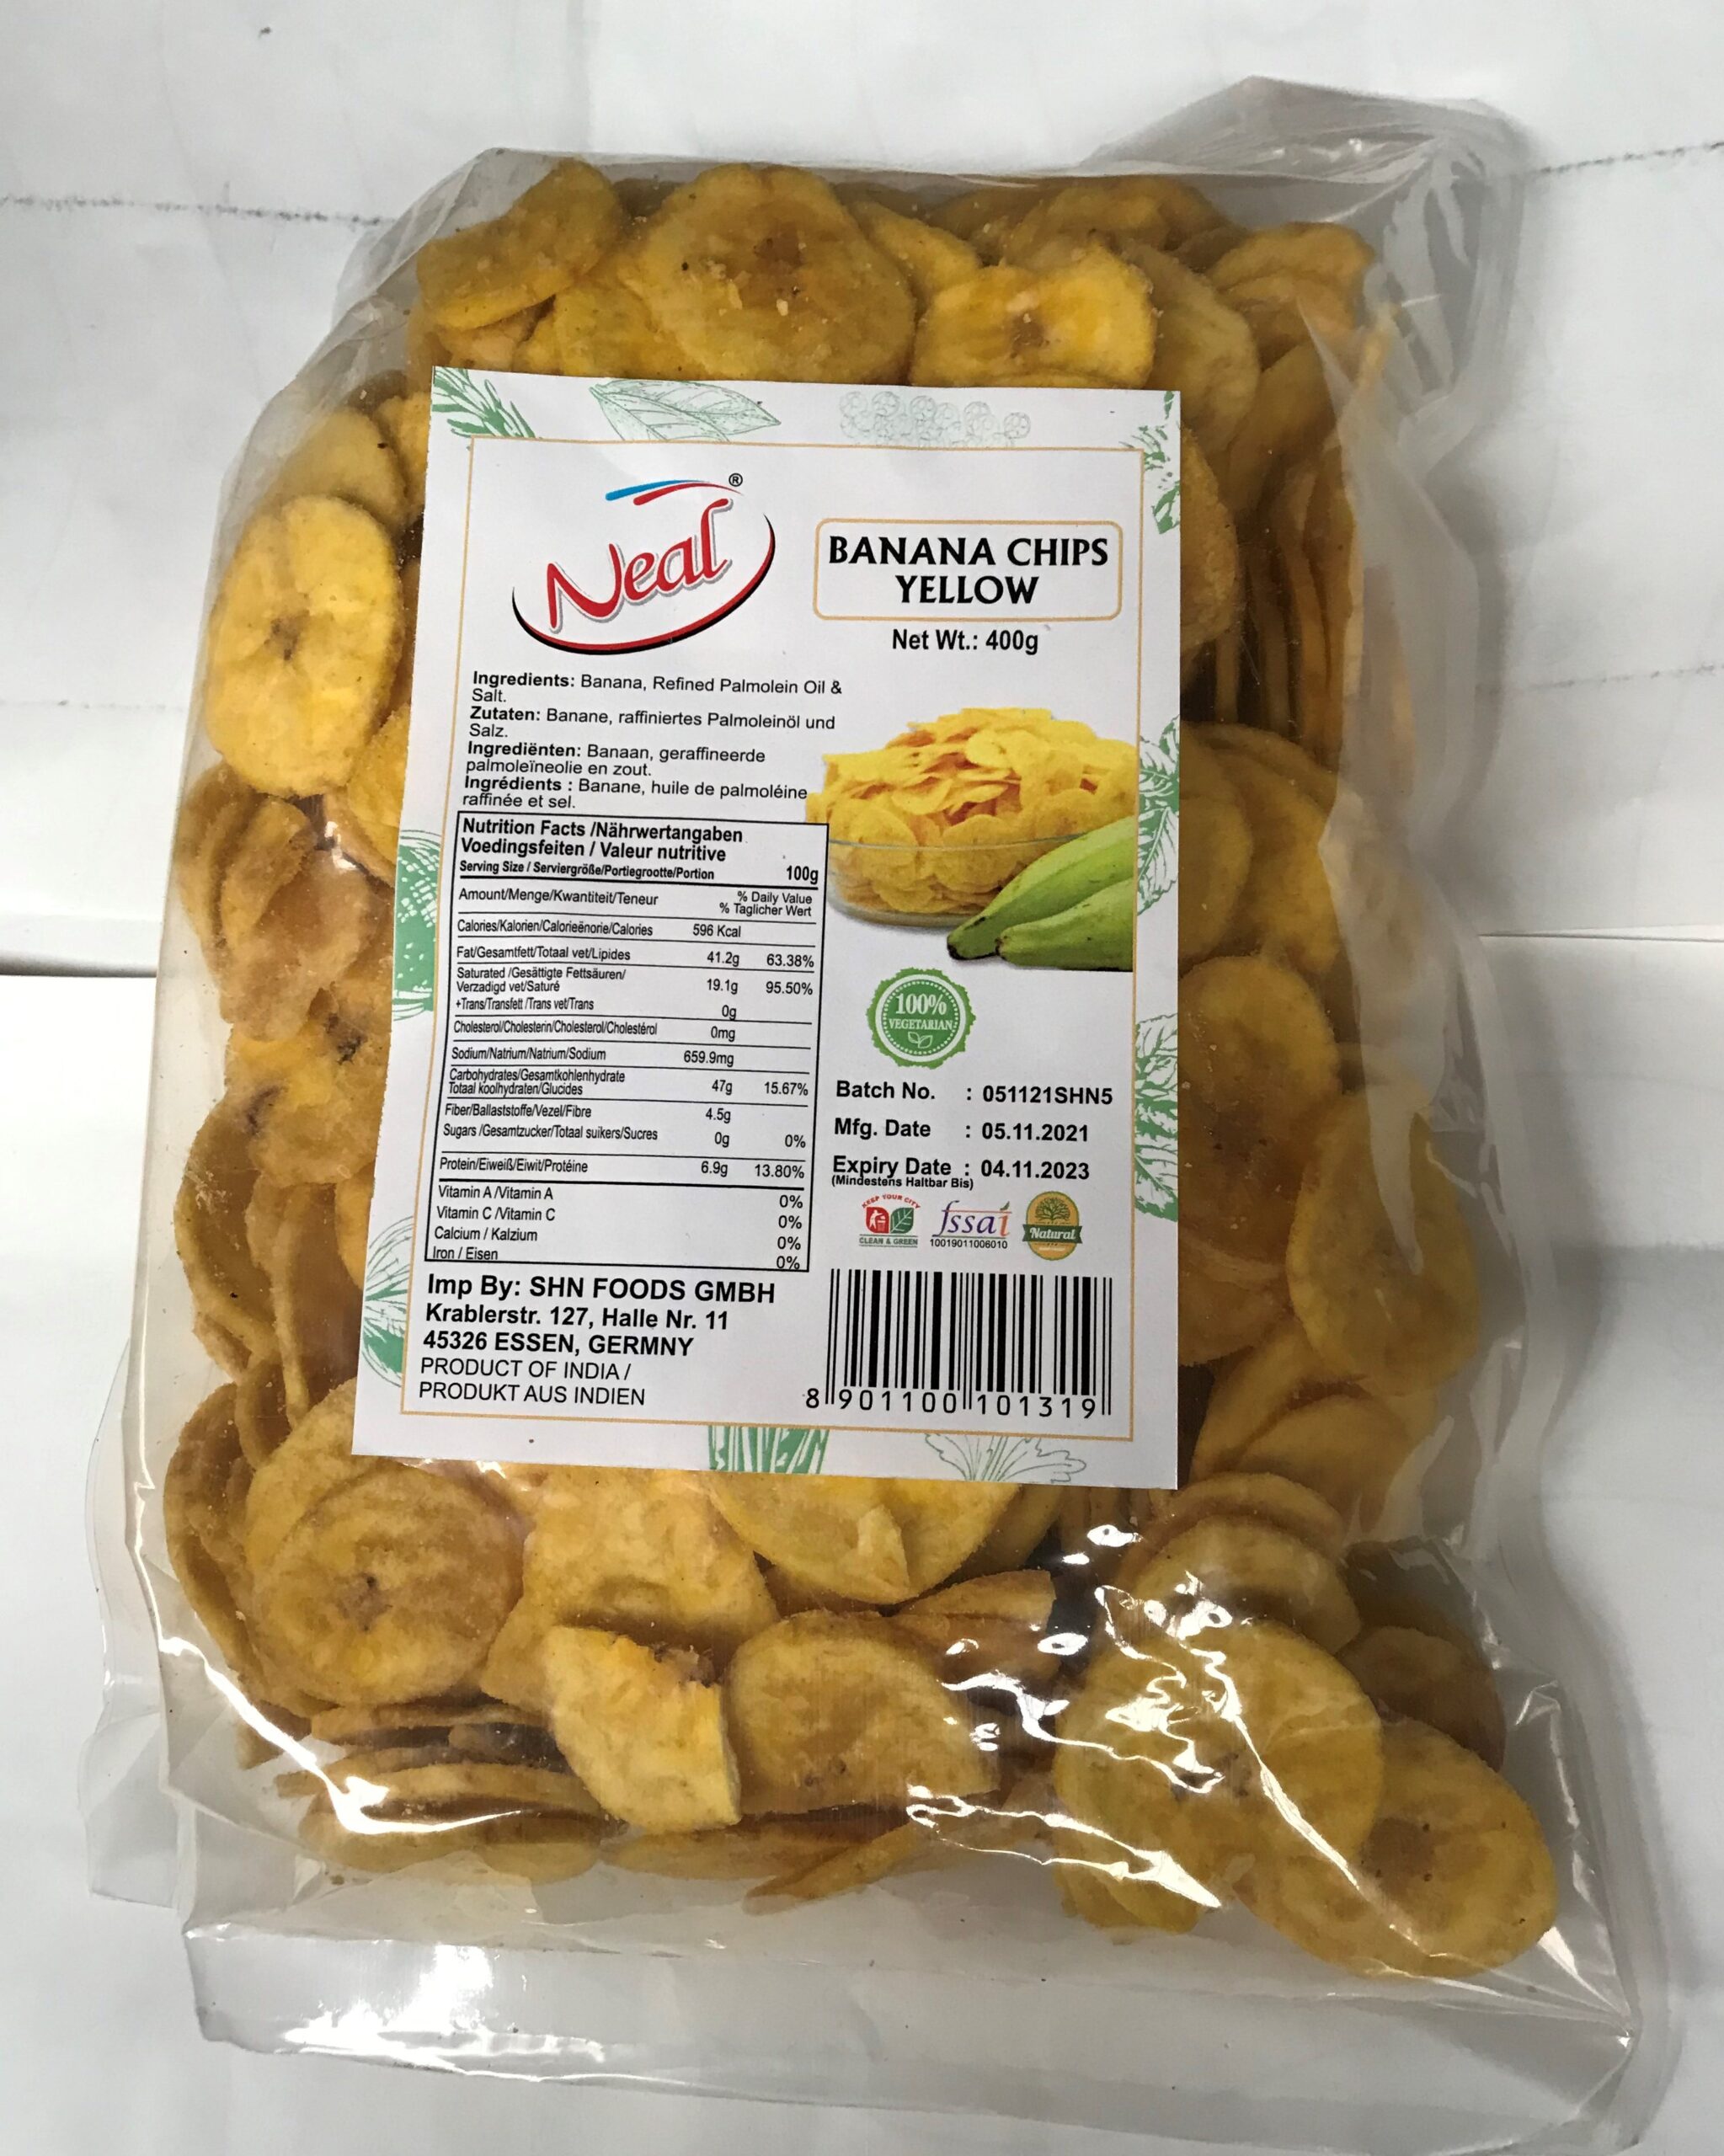 Neal®
BANANA CHIPS
YELLOW
Net Wt.: 400g
Ingredients: Banana, Refined Palmolein Oil &
Salt.
Zutaten: Banane, raffiniertes Palmoleinöl und
Salz.
Ingrediënten: Banaan, geraffineerde
palmoleïneolie en zout.
Ingrédients : Banane, huile de palmoléine
raffinée et sel.
Nutrition Facts /Nährwertangaben
Voedingsfeiten / Valeur nutritive
Serving Size / Serviergröße/Portiegrootte/Portion 100g
Amount/Menge/Kwantiteit/Teneur % Daily Value
% Taglicher Wert
Calories/Kalorien/Calorieënorie/Calories 596 Kcal
Fat/Gesamtfett/Totaal vet/Lipides 41.2g 63.38%
Saturated /Gesättigte Fettsäuren/
Verzadigd vet/Saturé 19.1g 95.50%
+Trans/Transfett /Trans vet/Trans 0g
Cholesterol/Cholesterin/Cholesterol/Cholestérol 0mg
Sodium/Natrium/Natrium/Sodium 659.9mg
Carbohydrates/Gesamtkohlenhydrate
Totaal koolhydraten/Glucides 47g 15.67%
Fiber/Ballaststoffe/Vezel/Fibre 4.5g
Sugars /Gesamtzucker/Totaal suikers/Sucres 0g 0%
Protein/Eiweiß/Eiwit/Protéine 6.9g 13.80%
Vitamin A /Vitamin A 0%
Vitamin C /Vitamin C 0%
Calcium / Kalzium 0%
Iron / Eisen 0%
Imp By: SHN FOODS GMBH
Krablerstr. 127, Halle Nr. 11
45326 ESSEN, GERMNY
PRODUCT OF INDIA /
PRODUKT AUS INDIEN
100%
VEGETARIAN
Batch No. : 051121SHN5
Mfg. Date : 05.11.2021
Expiry Date : 04.11.2023
(Mindestens Haltbar Bis)
KEEP YOUR CITY
CLEAN & GREEN
fssai
10019011006010
Natural
8 901100 101319